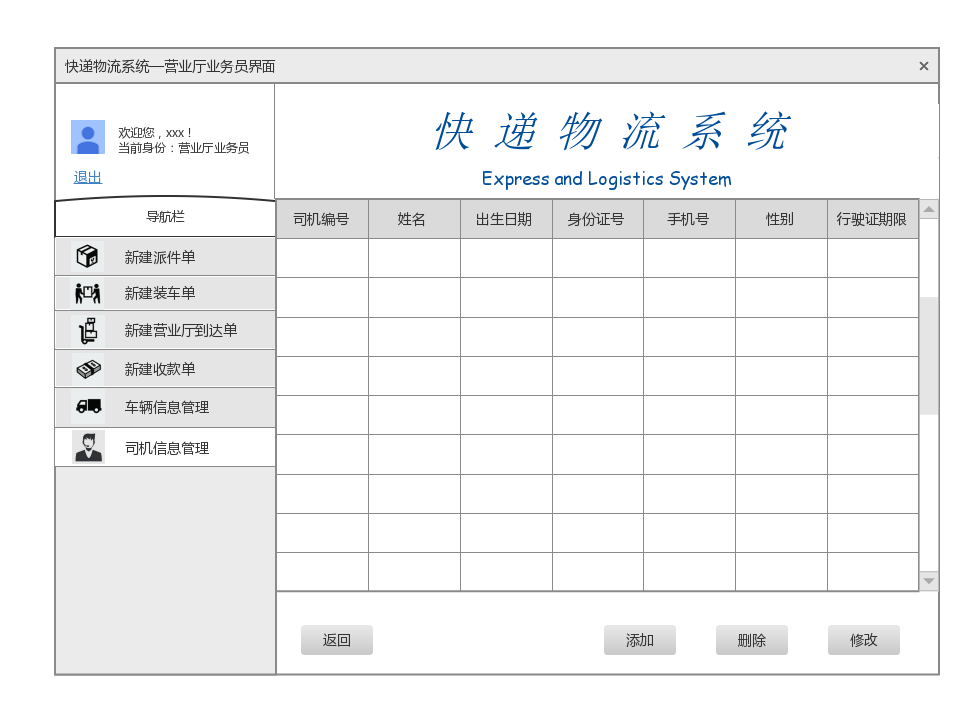 快递物流系统—营业厅业务员界面
×
欢迎您，xxx！
当前身份：营业厅业务员
退出
快递物流系统
Express and Logistics System
导航栏
新建派件单
新建装车单
新建营业厅到达单
新建收款单
车辆信息管理
司机信息管理
司机编号 姓名 出生日期 身份证号 手机号 性别 行驶证期限
返回 添加 删除 修改